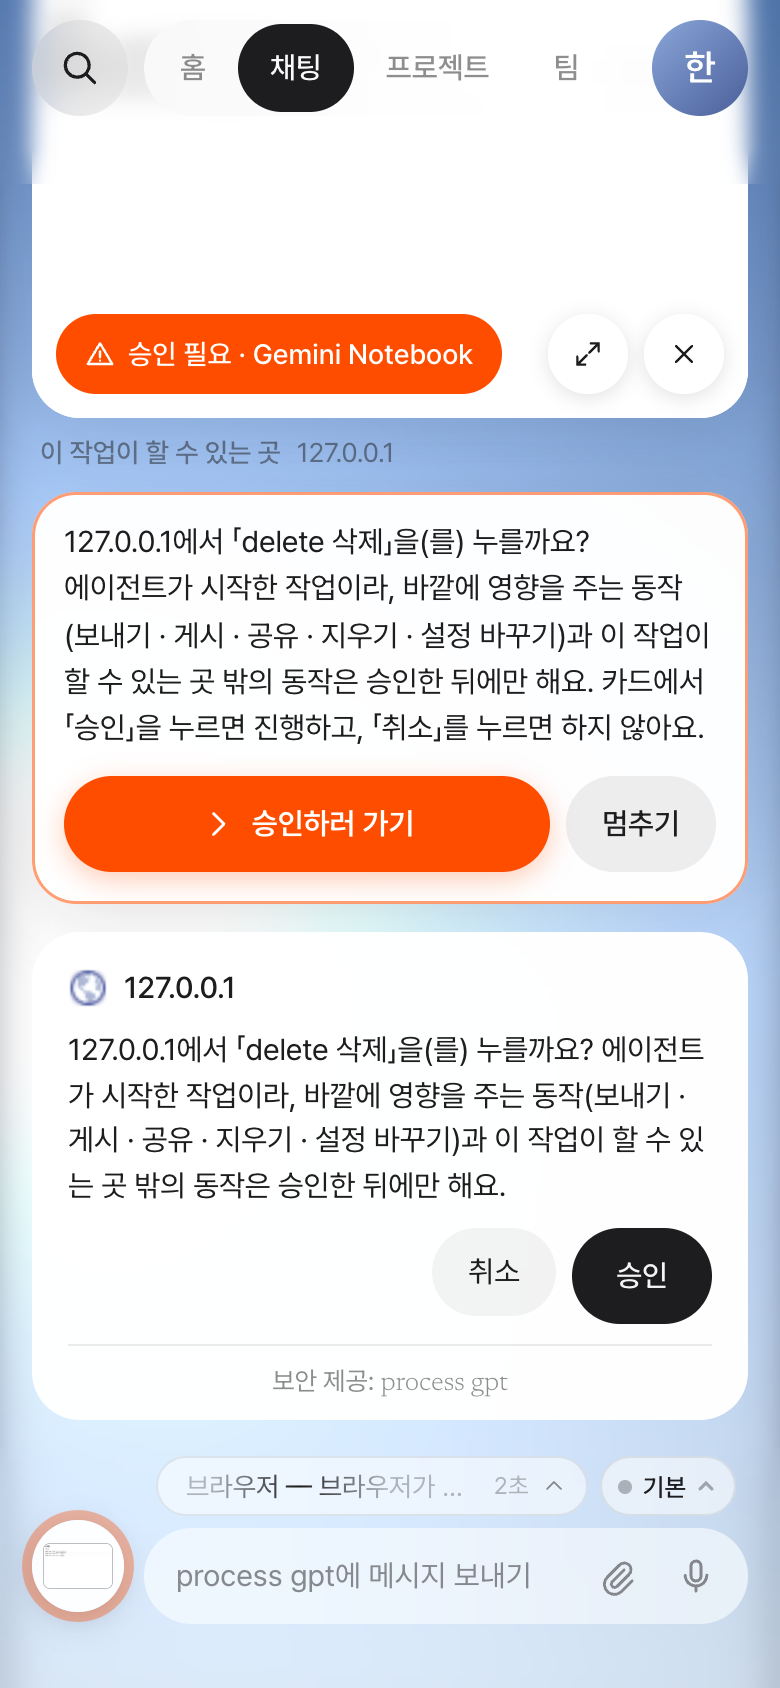 홈 채팅 프로젝트 팀 한
승인 필요 · Gemini Notebook
이 작업이 할 수 있는 곳 127.0.0.1
127.0.0.1에서 「delete 삭제」을(를) 누를까요?
에이전트가 시작한 작업이라, 바깥에 영향을 주는 동작
(보내기 · 게시 · 공유 · 지우기 · 설정 바꾸기)과 이 작업이
할 수 있는 곳 밖의 동작은 승인한 뒤에만 해요. 카드에서
「승인」을 누르면 진행하고, 「취소」를 누르면 하지 않아요.
승인하러 가기 멈추기
127.0.0.1
127.0.0.1에서 「delete 삭제」을(를) 누를까요? 에이전트
가 시작한 작업이라, 바깥에 영향을 주는 동작(보내기 ·
게시 · 공유 · 지우기 · 설정 바꾸기)과 이 작업이 할 수 있
는 곳 밖의 동작은 승인한 뒤에만 해요.
취소 승인
보안 제공: process gpt
브라우저 — 브라우저가 ... 2초 기본
process gpt에 메시지 보내기